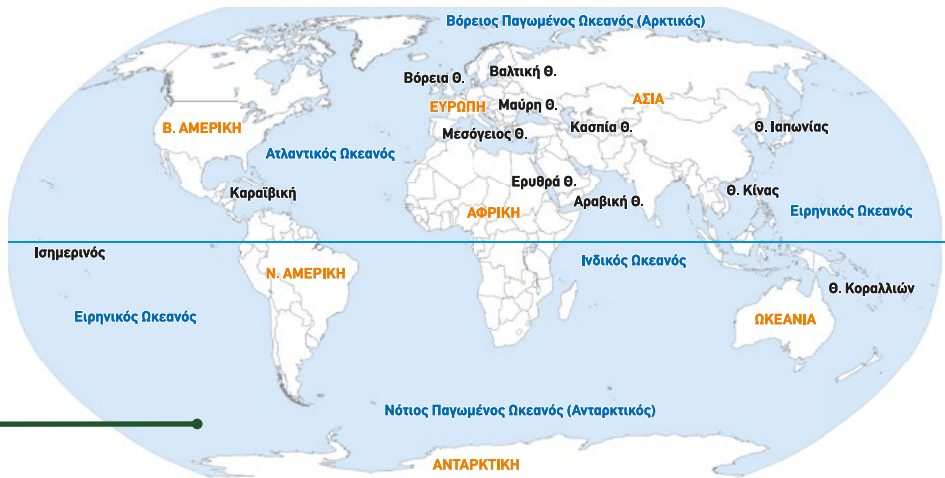 Βόρειος Παγωμένος Ωκεανός (Αρκτικός)
Βόρεια Θ.
Βαλτική Θ.
ΕΥΡΩΠΗ
Μαύρη Θ.
ΑΣΙΑ
Β. ΑΜΕΡΙΚΗ
Μεσόγειος Θ.
Κασπία Θ.
Θ. Ιαπωνίας
Ατλαντικός Ωκεανός
Καραϊβική
Ερυθρά Θ.
Αραβική Θ.
Θ. Κίνας
ΑΦΡΙΚΗ
Ειρηνικός Ωκεανός
Ισημερινός
Ν. ΑΜΕΡΙΚΗ
Ινδικός Ωκεανός
Θ. Κοραλλιών
Ειρηνικός Ωκεανός
ΩΚΕΑΝΙΑ
Νότιος Παγωμένος Ωκεανός (Ανταρκτικός)
ΑΝΤΑΡΚΤΙΚΗ